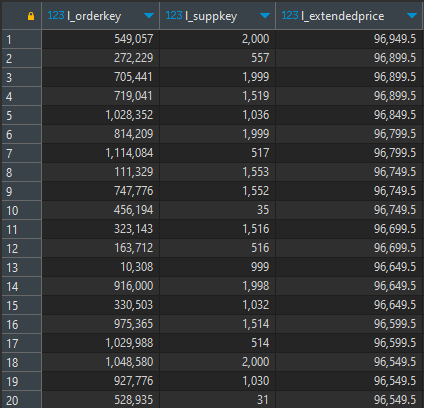 123 l_orderkey 123 l_suppkey 123 l_extendedprice
1 549,057 2,000 96,949.5
2 272,229 557 96,899.5
3 705,441 1,999 96,899.5
4 719,041 1,519 96,899.5
5 1,028,352 1,036 96,849.5
6 814,209 1,999 96,799.5
7 1,114,084 517 96,799.5
8 111,329 1,553 96,749.5
9 747,776 1,552 96,749.5
10 456,194 35 96,749.5
11 323,143 1,516 96,699.5
12 163,712 516 96,699.5
13 10,308 999 96,649.5
14 916,000 1,998 96,649.5
15 330,503 1,032 96,649.5
16 975,365 1,514 96,599.5
17 1,029,988 514 96,599.5
18 1,048,580 2,000 96,549.5
19 927,776 1,030 96,549.5
20 528,935 31 96,549.5